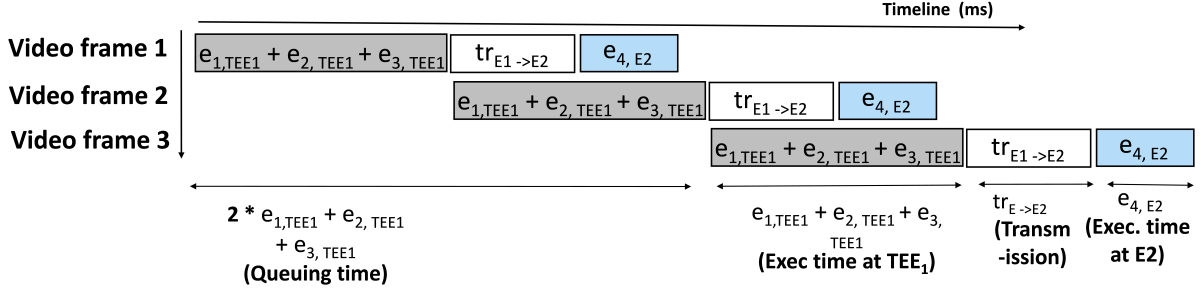 Timeline (ms)
Video frame 1
e1,TEE1 + e2, TEE1 + e3, TEE1
trE1 ->E2
e4, E2
Video frame 2
e1,TEE1 + e2, TEE1 + e3, TEE1
trE1 ->E2
e4, E2
Video frame 3
e1,TEE1 + e2, TEE1 + e3, TEE1
trE1 ->E2
e4, E2
2 * e1,TEE1 + e2, TEE1
+ e3, TEE1
(Queuing time)
e1,TEE1 + e2, TEE1 + e3,
TEE1
(Exec time at TEE1)
trE ->E2
(Transm
-ission)
e4, E2
(Exec. time
at E2)